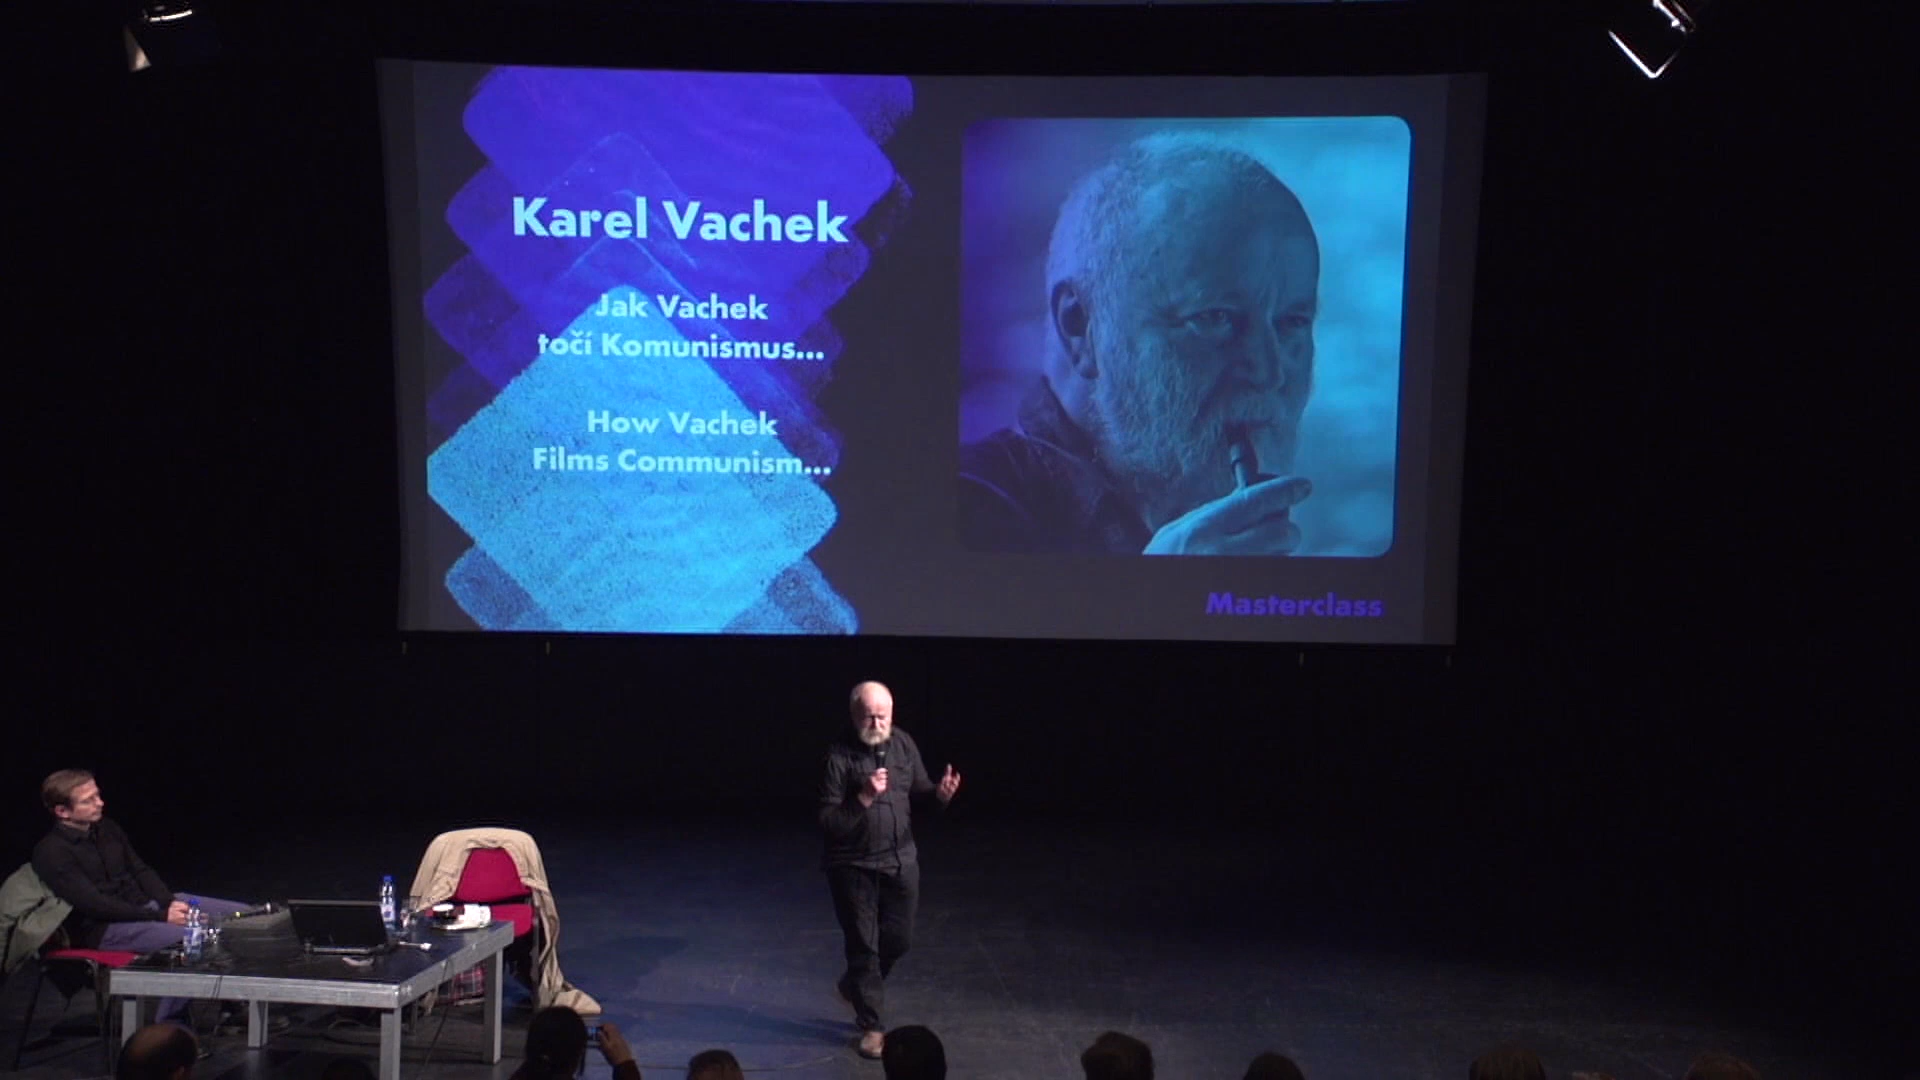 Karel Vachek
Jak Vachek
točí Komunismus...
How Vachek
Films Communism...
Masterclass